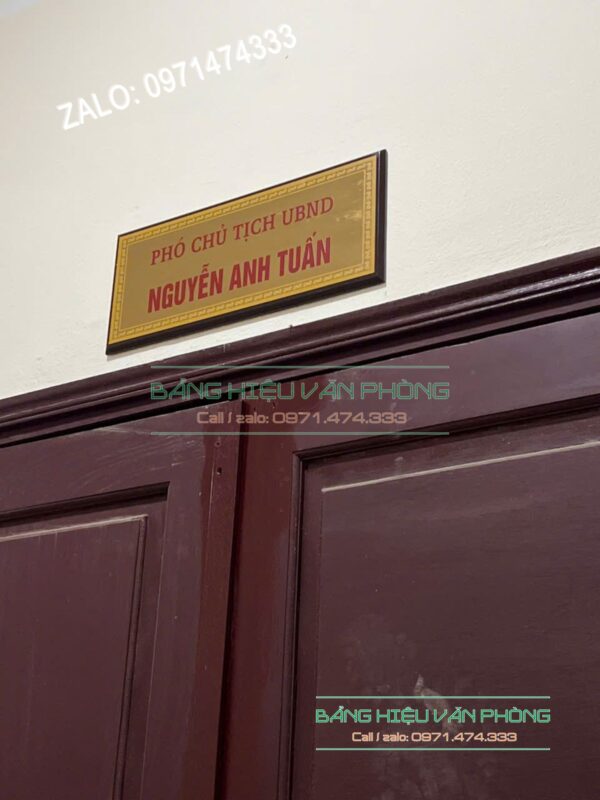 ZALO: 0971474333
PHÓ CHỦ TỊCH UBND
NGUYỄN ANH TUẤN
BẢNG HIỆU VĂN PHÒNG
Call / zalo: 0971.474.333
BẢNG HIỆU VĂN PHÒNG
Call / zalo: 0971.474.333